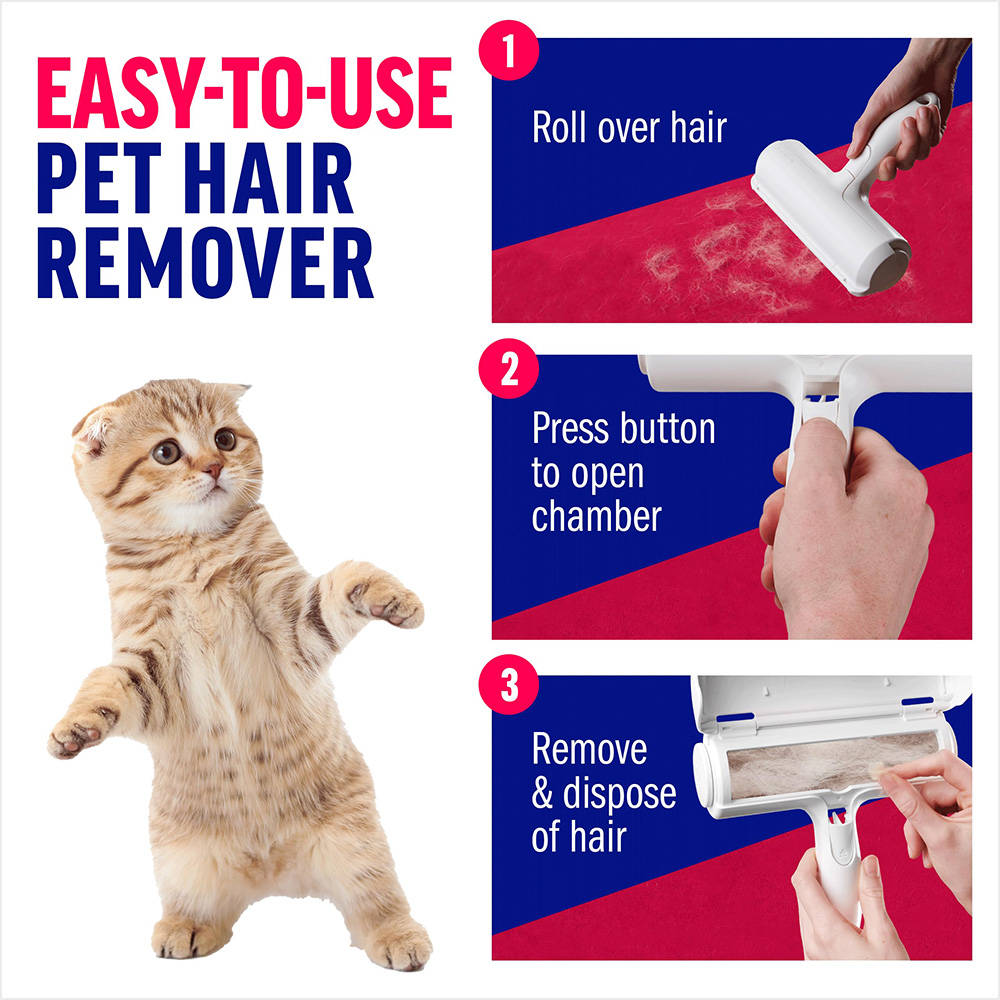 EASY-TO-USE
PET HAIR
REMOVER
1
Roll over hair
2
Press button
to open
chamber
3
Remove
& dispose
of hair